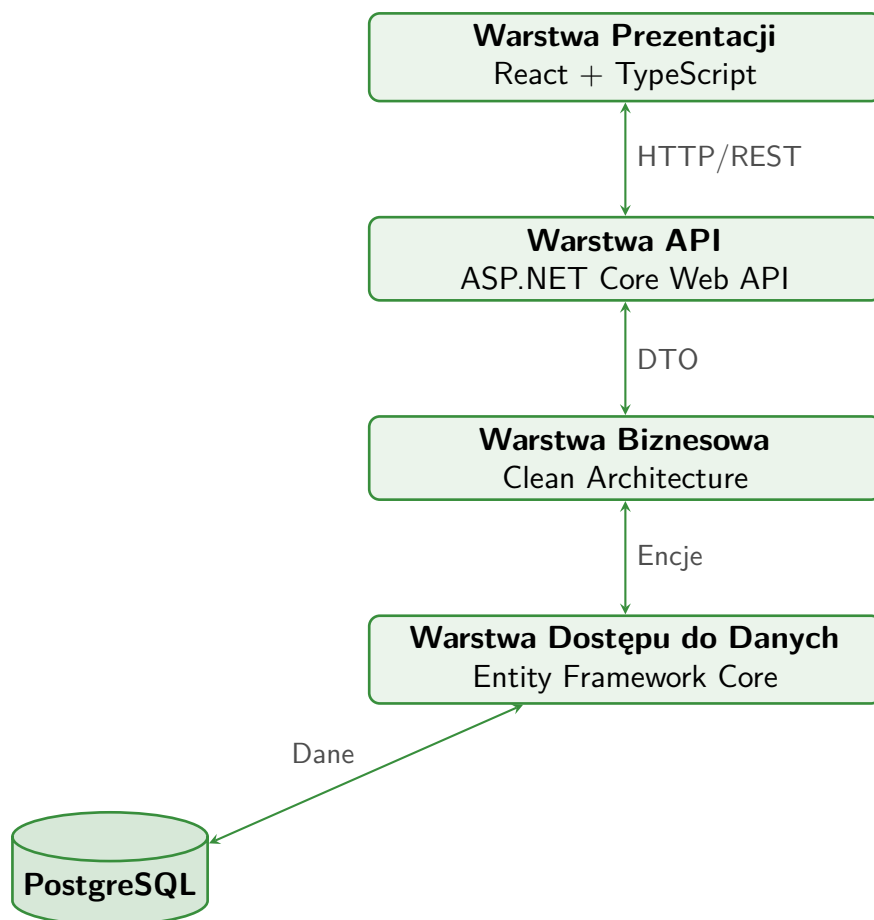 Warstwa Prezentacji
React + TypeScript
HTTP/REST
Warstwa API
ASP.NET Core Web API
DTO
Warstwa Biznesowa
Clean Architecture
Encje
Warstwa Dostępu do Danych
Entity Framework Core
Dane
PostgreSQL